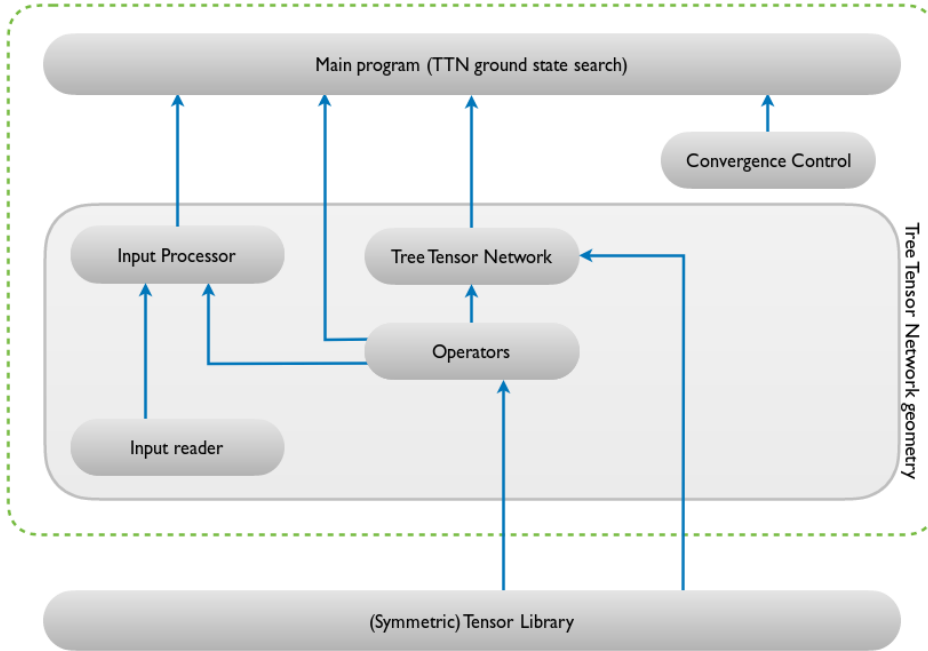 Main program (TTN ground state search)
Convergence Control
Input Processor
Tree Tensor Network
Operators
Input reader
Tree Tensor Network geometry
(Symmetric) Tensor Library